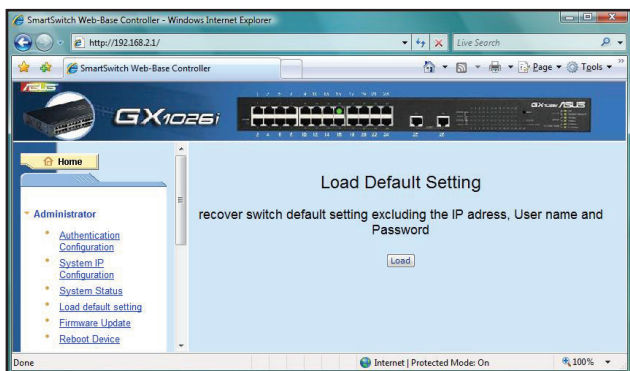 SmartSwitch Web-Base Controller - Windows Internet Explorer
http://192.168.2.1/
Live Search
SmartSwitch Web-Base Controller
Page
Tools
GX1026i
GX1026i /SUS
Home
Load Default Setting
Administrator
recover switch default setting excluding the IP adress, User name and
Password
Authentication
Configuration
Load
System IP
Configuration
System Status
Load default setting
Firmware Update
Reboot Device
Done
Internet | Protected Mode: On
100%